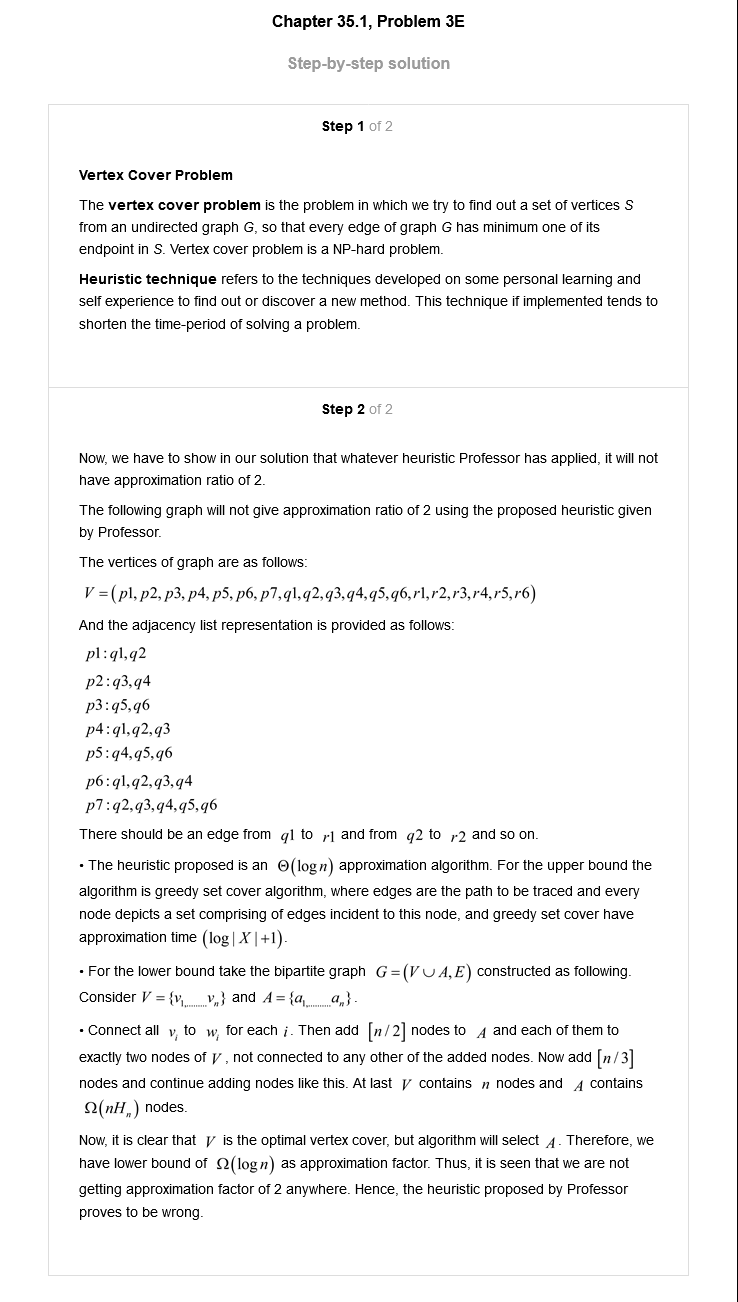 Chapter 35.1, Problem 3E
Step-by-step solution
Step 1 of 2
Vertex Cover Problem
The vertex cover problem is the problem in which we try to find out a set of vertices S
from an undirected graph G, so that every edge of graph G has minimum one of its
endpoint in S. Vertex cover problem is a NP-hard problem.
Heuristic technique refers to the techniques developed on some personal learning and
self experience to find out or discover a new method. This technique if implemented tends to
shorten the time-period of solving a problem.
Step 2 of 2
Now, we have to show in our solution that whatever heuristic Professor has applied, it will not
have approximation ratio of 2.
The following graph will not give approximation ratio of 2 using the proposed heuristic given
by Professor.
The vertices of graph are as follows:
V = (p1, p2, p3, p4, p5, p6, p7, q1, q2, q3, q4, q5, q6, r1, r2, r3, r4, r5, r6)
And the adjacency list representation is provided as follows:
p1 : q1, q2
p2 : q3, q4
p3 : q5, q6
p4 : q1, q2, q3
p5 : q4, q5, q6
p6 : q1, q2, q3, q4
p7 : q2, q3, q4, q5, q6
There should be an edge from q1 to r1 and from q2 to r2 and so on.
• The heuristic proposed is an Θ(log n) approximation algorithm. For the upper bound the
algorithm is greedy set cover algorithm, where edges are the path to be traced and every
node depicts a set comprising of edges incident to this node, and greedy set cover have
approximation time (log | X | +1).
• For the lower bound take the bipartite graph G = (V ∪ A, E) constructed as following.
Consider V = {v₁,........vₙ} and A = {a₁,.........aₙ}.
• Connect all vᵢ to wᵢ for each i. Then add [n / 2] nodes to A and each of them to
exactly two nodes of V, not connected to any other of the added nodes. Now add [n / 3]
nodes and continue adding nodes like this. At last V contains n nodes and A contains
Ω(nHₙ) nodes.
Now, it is clear that V is the optimal vertex cover, but algorithm will select A. Therefore, we
have lower bound of Ω(log n) as approximation factor. Thus, it is seen that we are not
getting approximation factor of 2 anywhere. Hence, the heuristic proposed by Professor
proves to be wrong.